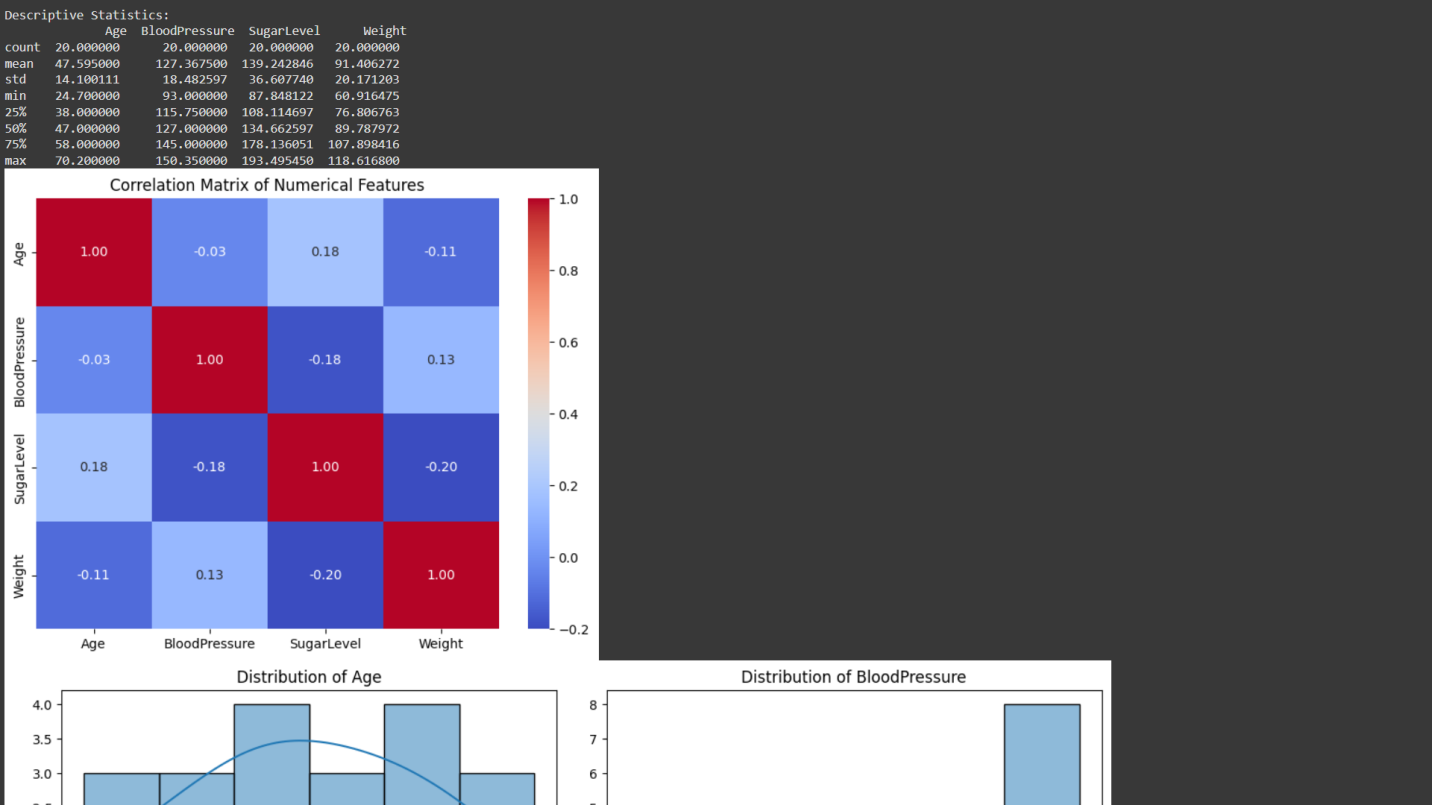 Descriptive Statistics:
Age BloodPressure SugarLevel Weight
count 20.000000 20.000000 20.000000 20.000000
mean 47.595000 127.367500 139.242846 91.406272
std 14.100111 18.482597 36.607740 20.171203
min 24.700000 93.000000 87.848122 60.916475
25% 38.000000 115.750000 108.114697 76.806763
50% 47.000000 127.000000 134.662597 89.787972
75% 58.000000 145.000000 178.136051 107.898416
max 70.200000 150.350000 193.495450 118.616800
Correlation Matrix of Numerical Features
Age 1.00 -0.03 0.18 -0.11
BloodPressure -0.03 1.00 -0.18 0.13
SugarLevel 0.18 -0.18 1.00 -0.20
Weight -0.11 0.13 -0.20 1.00
Age BloodPressure SugarLevel Weight
1.0
0.8
0.6
0.4
0.2
0.0
−0.2
Distribution of Age
4.0
3.5
3.0
Distribution of BloodPressure
8
7
6